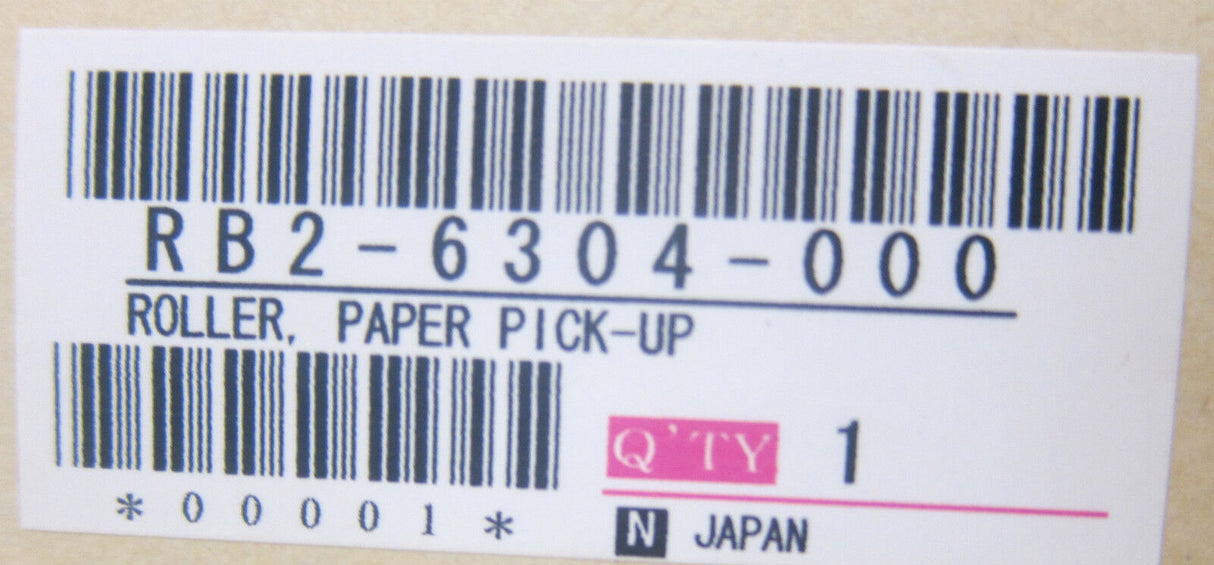 RB2-6304-000
ROLLER, PAPER PICK-UP
Q'TY 1
*00001*
N JAPAN